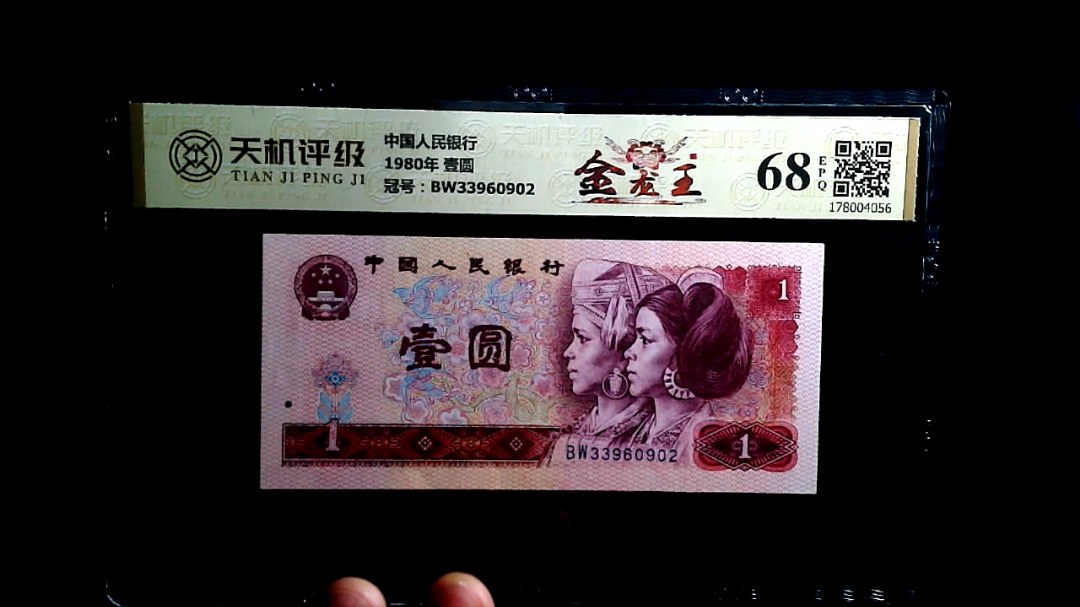 天机评级
TIAN JI PING JI
中国人民银行
1980年 壹圆
冠号：BW33960902
金龙王
68
EPQ
178004056
中国人民银行
壹圆
1
1
BW33960902
1